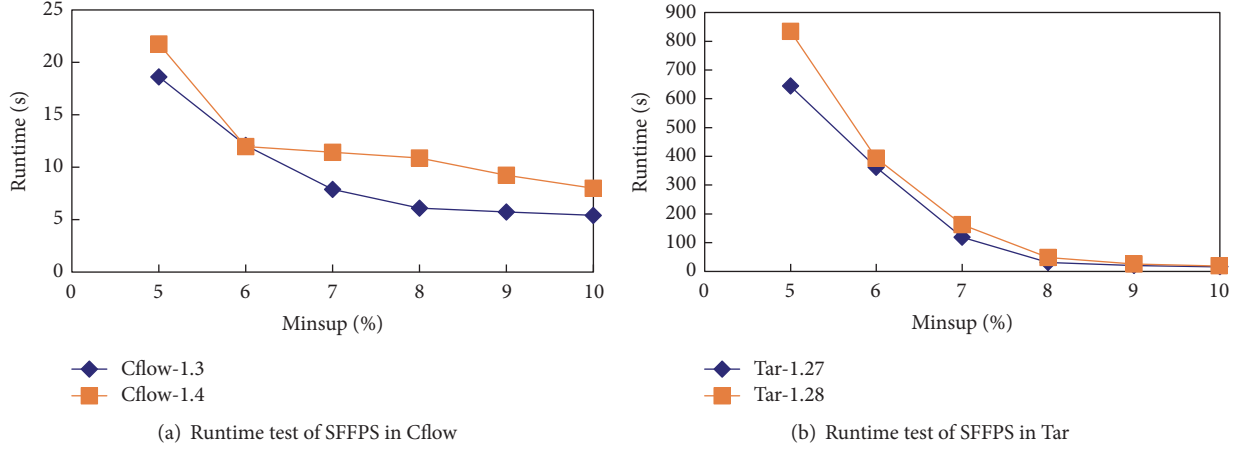 25
20
15
10
5
0
Runtime (s)
0 5 6 7 8 9 10
Minsup (%)
Cflow-1.3
Cflow-1.4
(a) Runtime test of SFFPS in Cflow
900
800
700
600
500
400
300
200
100
0
Runtime (s)
0 5 6 7 8 9 10
Minsup (%)
Tar-1.27
Tar-1.28
(b) Runtime test of SFFPS in Tar